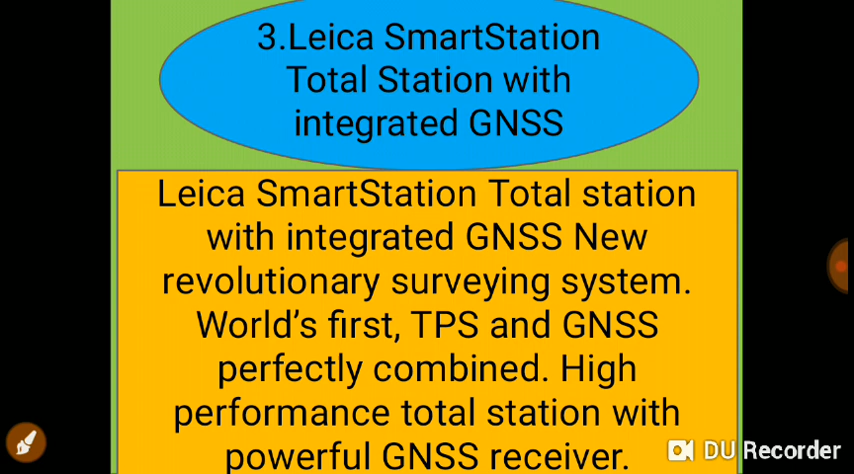 3.Leica SmartStation
Total Station with
integrated GNSS
Leica SmartStation Total station
with integrated GNSS New
revolutionary surveying system.
World's first, TPS and GNSS
perfectly combined. High
performance total station with
powerful GNSS receiver.
DU Recorder